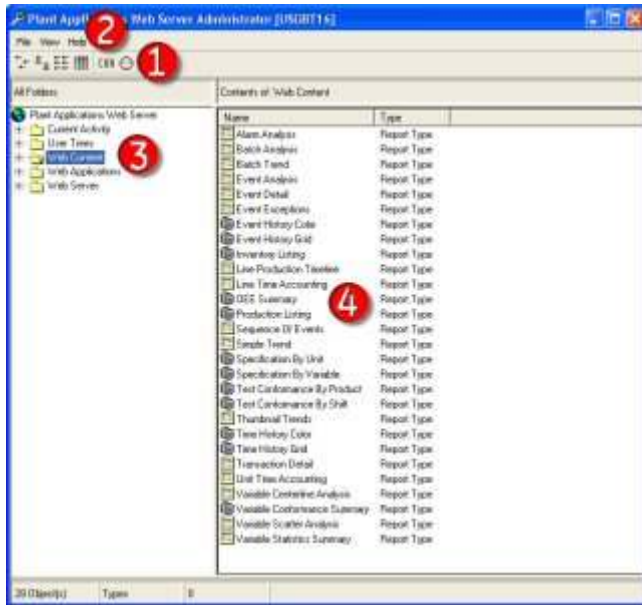 Plant Applications Web Server Administrator [USGBT16]
File View Help
2
1
All Folders
Contents of 'Web Content'
Plant Applications Web Server
Current Activity
User Trees
Web Content
Web Applications
Web Server
3
Name Type
Alarm Analysis Report Type
Batch Analysis Report Type
Batch Trend Report Type
Event Analysis Report Type
Event Detail Report Type
Event Exceptions Report Type
Event History Color Report Type
Event History Grid Report Type
Inventory Listing Report Type
Line Production Timeline Report Type
Line Time Accounting Report Type
OEE Summary Report Type
Production Listing Report Type
4
Sequence Of Events Report Type
Simple Trend Report Type
Specification By Unit Report Type
Specification By Variable Report Type
Test Conformance By Product Report Type
Test Conformance By Shift Report Type
Thumbnail Trends Report Type
Time History Color Report Type
Time History Grid Report Type
Transaction Detail Report Type
Unit Time Accounting Report Type
Variable Centerline Analysis Report Type
Variable Conformance Summary Report Type
Variable Scatter Analysis Report Type
Variable Statistics Summary Report Type
Object(s) Types